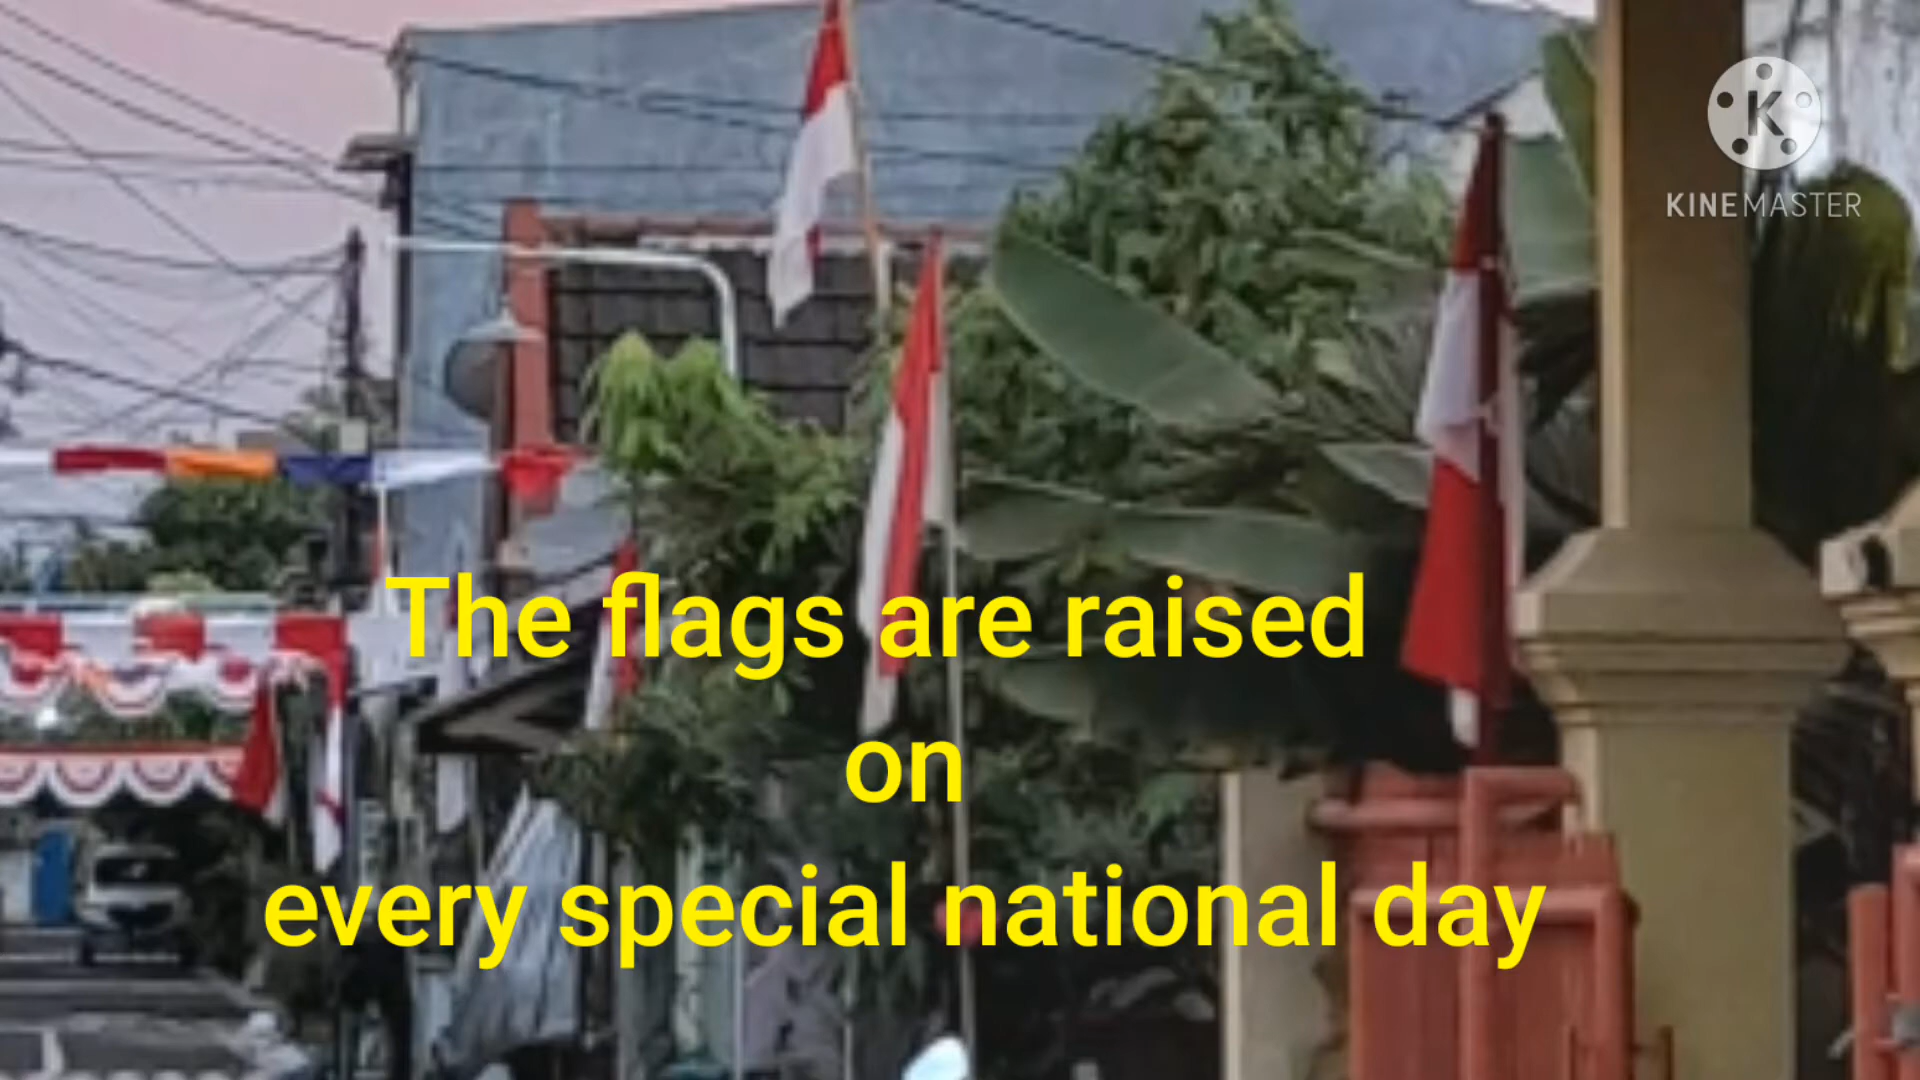 K
KINEMASTER
The flags are raised
on
every special national day